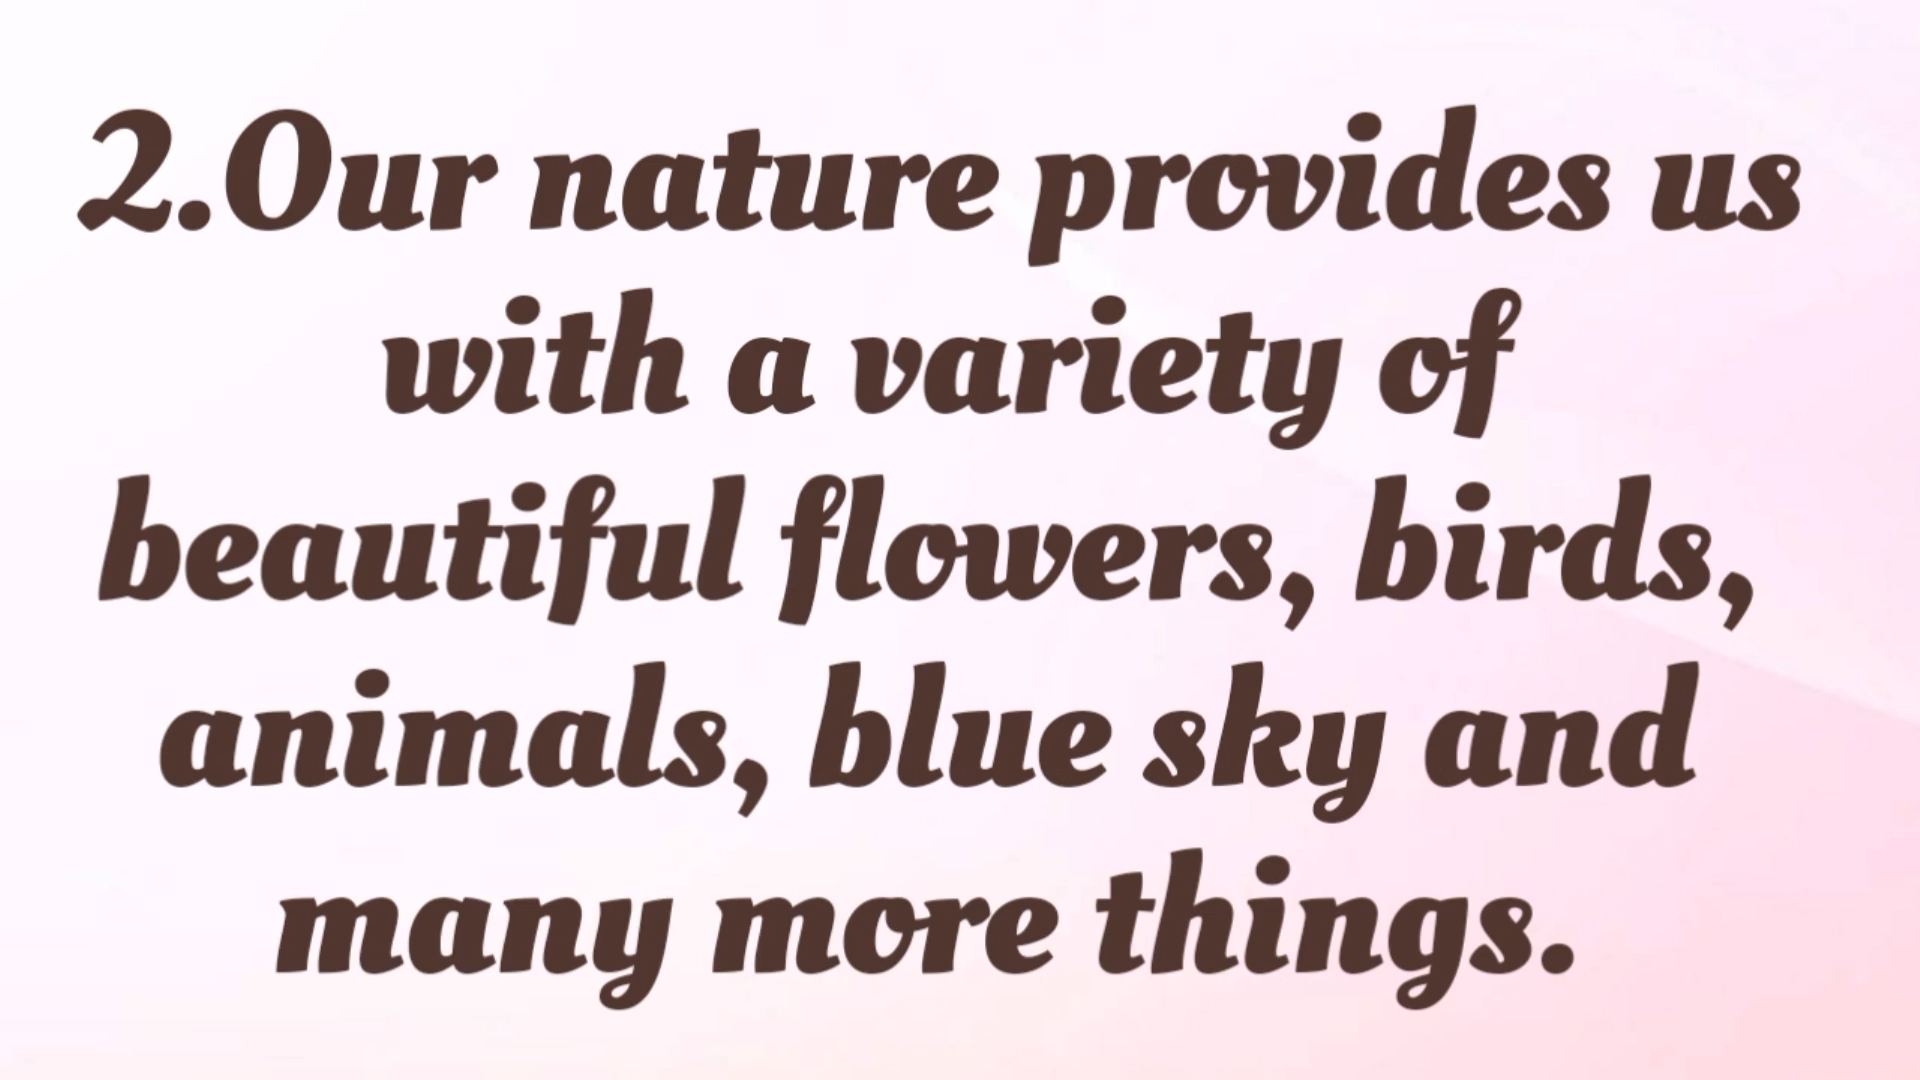 2.Our nature provides us
with a variety of
beautiful flowers, birds,
animals, blue sky and
many more things.